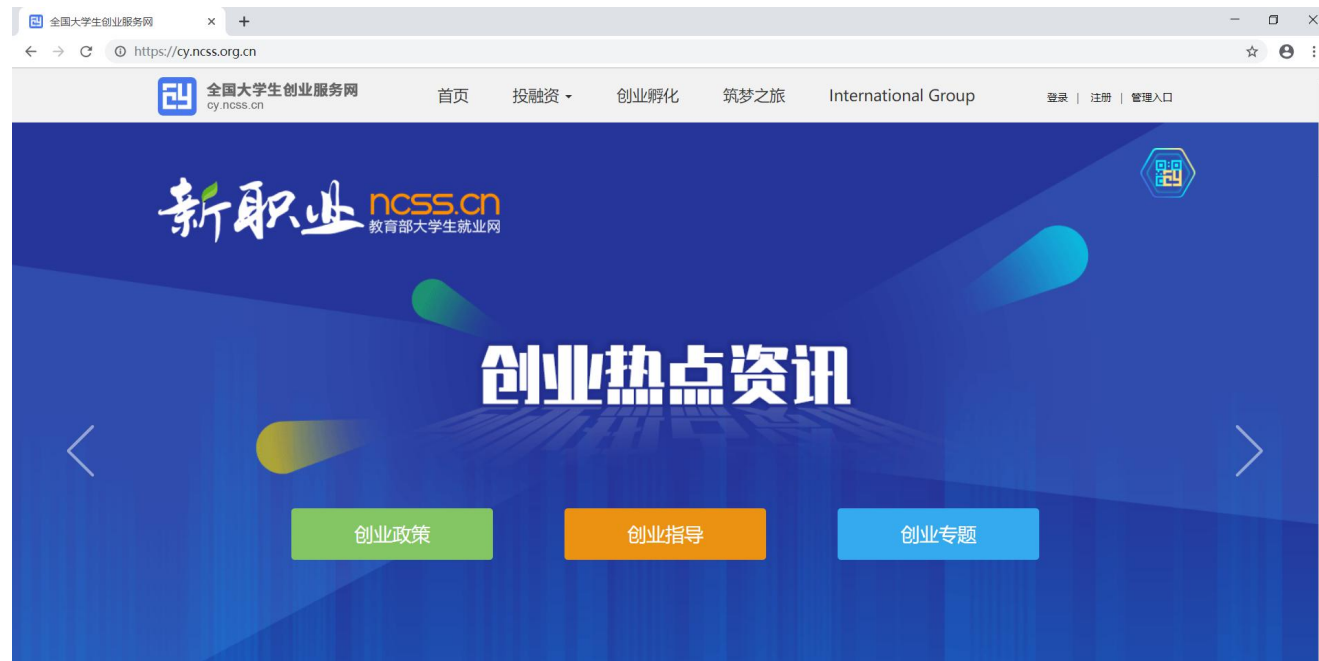 全国大学生创业服务网
https://cy.ncss.org.cn
全国大学生创业服务网
cy.ncss.cn
首页 投融资 创业孵化 筑梦之旅 International Group 登录 | 注册 | 管理入口
新职业 ncss.cn
教育部大学生就业网
创业热点资讯
创业政策 创业指导 创业专题